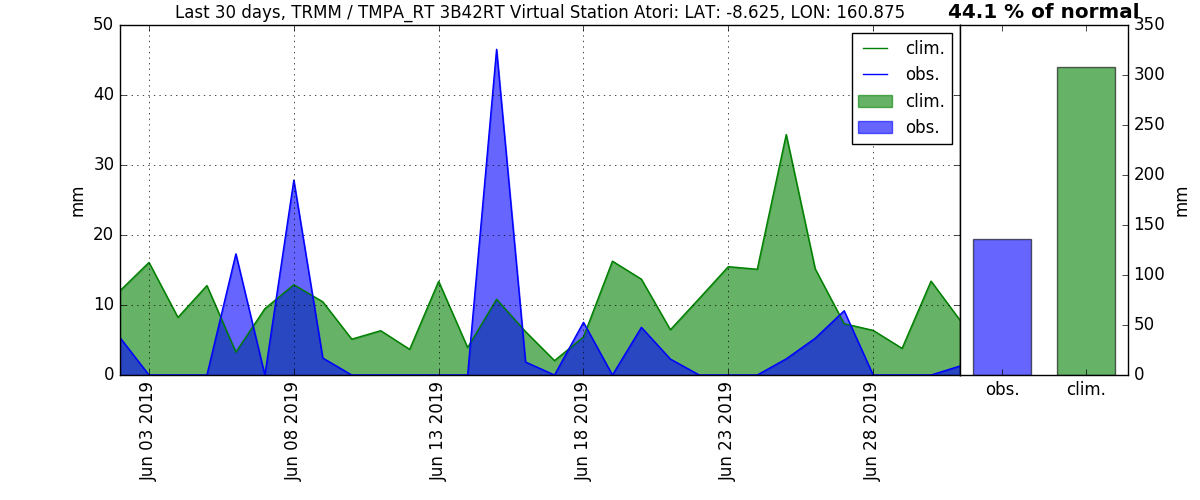 Last 30 days, TRMM / TMPA_RT 3B42RT Virtual Station Atori: LAT: -8.625, LON: 160.875
44.1 % of normal
clim.
obs.
clim.
obs.
50
40
30
20
10
0
mm
Jun 03 2019
Jun 08 2019
Jun 13 2019
Jun 18 2019
Jun 23 2019
Jun 28 2019
350
300
250
200
150
100
50
0
mm
obs.
clim.